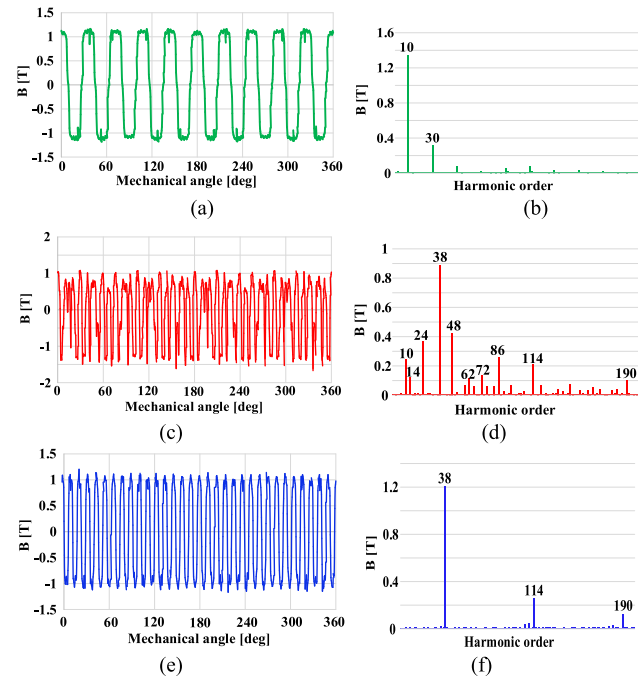 1.5
1
0.5
0
-0.5
-1
-1.5
B [T]
0 60 120 180 240 300 360
Mechanical angle [deg]
(a)
1.6
1.2
0.8
0.4
0
B [T]
10
30
Harmonic order
(b)
2
1
0
-1
-2
B [T]
0 60 120 180 240 300 360
Mechanical angle [deg]
(c)
1
0.8
0.6
0.4
0.2
0
B [T]
10
14
24
38
48
62
72
86
114
190
Harmonic order
(d)
1.5
1
0.5
0
-0.5
-1
-1.5
B [T]
0 60 120 180 240 300 360
Mechanical angle [deg]
(e)
1.2
0.8
0.4
0
B [T]
38
114
190
Harmonic order
(f)